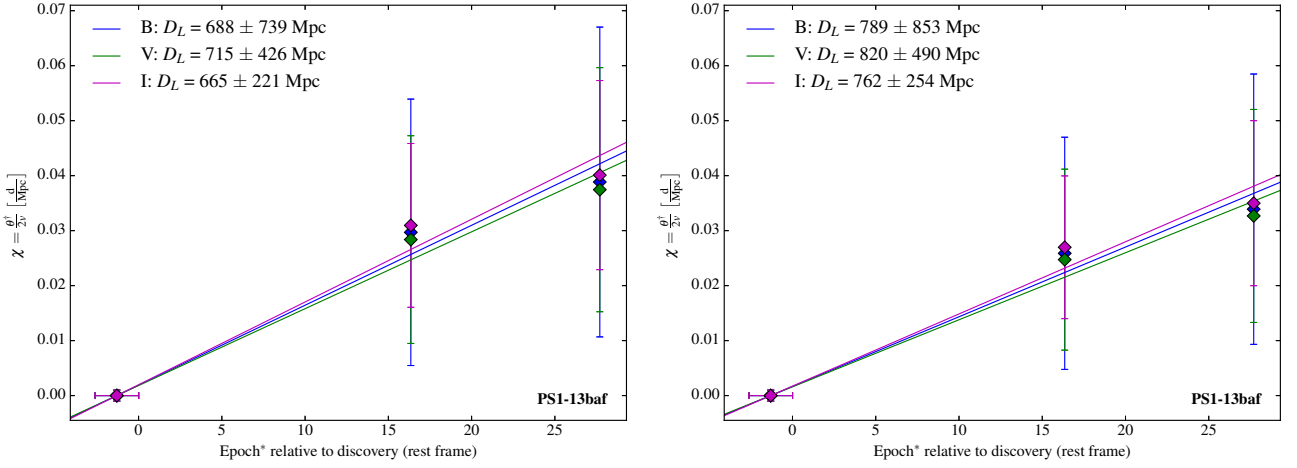 0.07
0.06
0.05
0.04
0.03
0.02
0.01
0.00
χ = θ†/2v [d/Mpc]
B: D_L = 688 ± 739 Mpc
V: D_L = 715 ± 426 Mpc
I: D_L = 665 ± 221 Mpc
PS1-13baf
0 5 10 15 20 25
Epoch* relative to discovery (rest frame)
0.07
0.06
0.05
0.04
0.03
0.02
0.01
0.00
χ = θ†/2v [d/Mpc]
B: D_L = 789 ± 853 Mpc
V: D_L = 820 ± 490 Mpc
I: D_L = 762 ± 254 Mpc
PS1-13baf
0 5 10 15 20 25
Epoch* relative to discovery (rest frame)